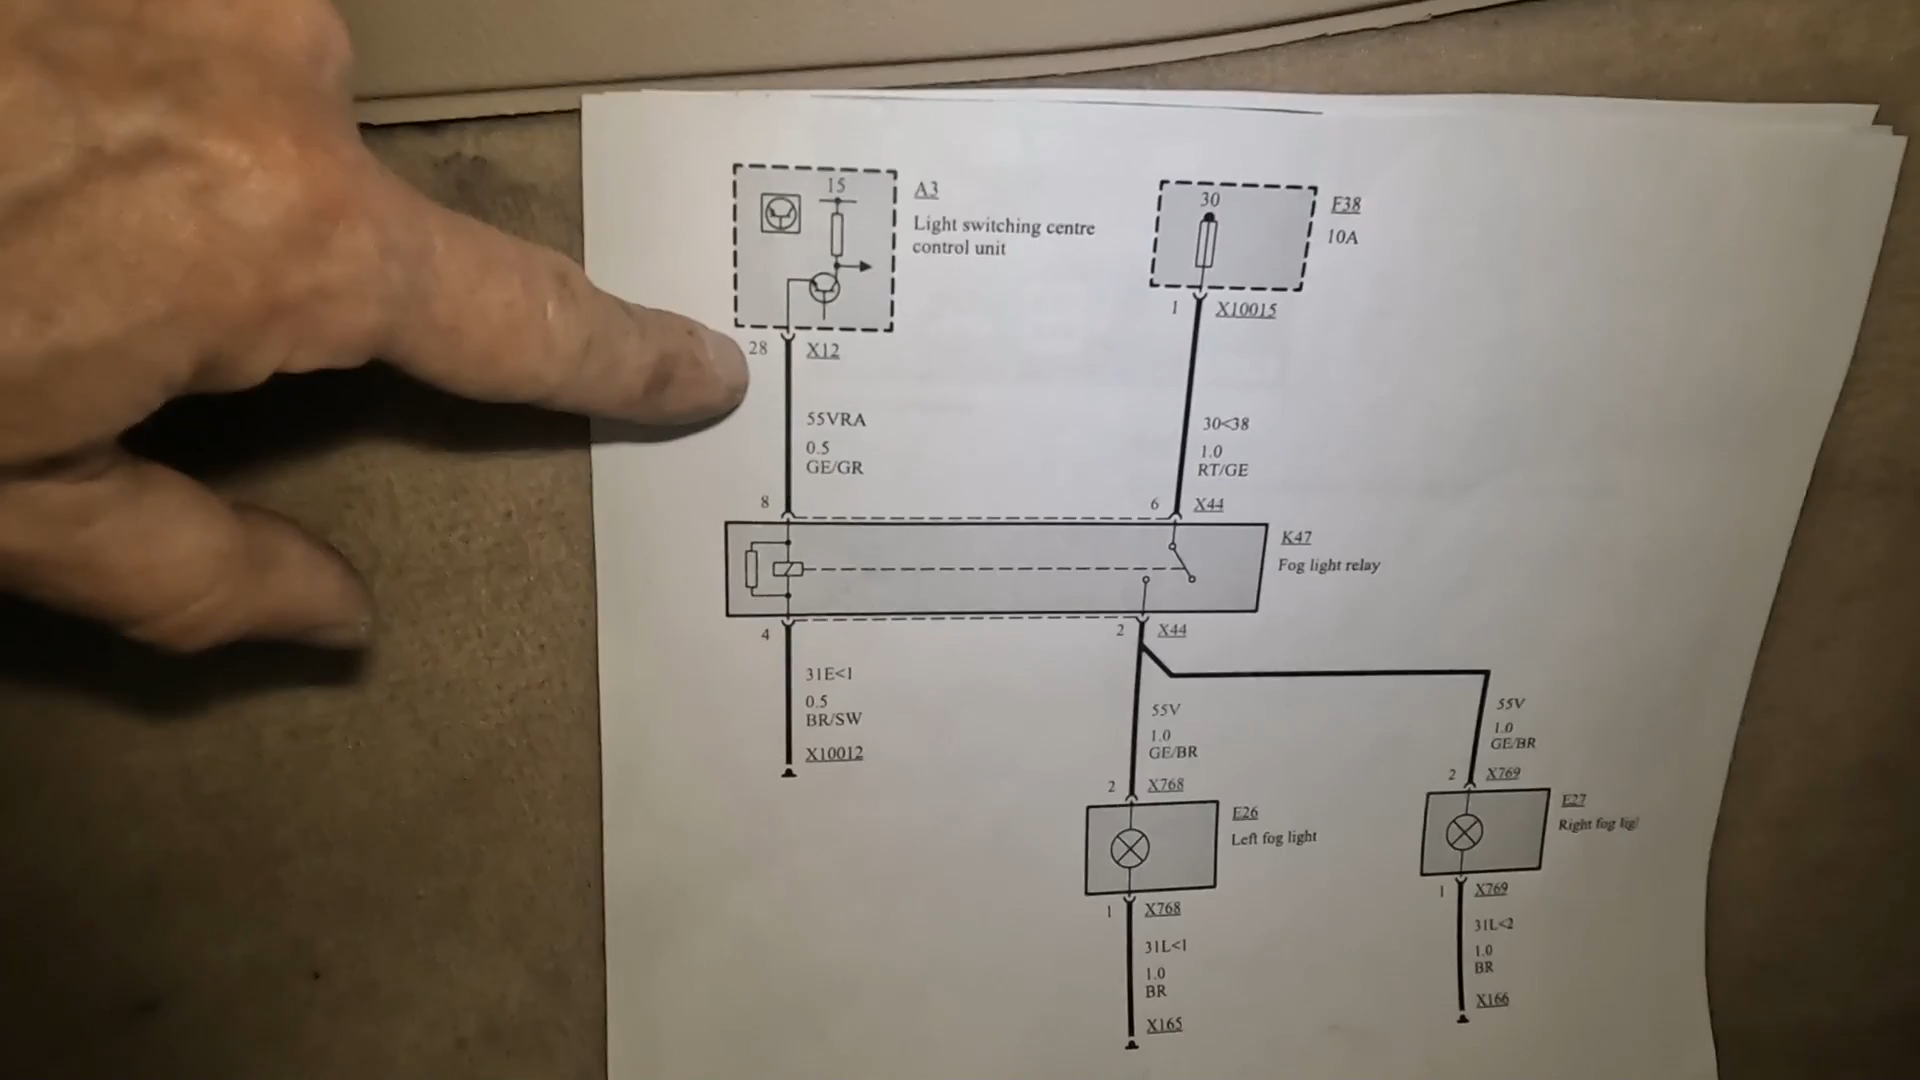 15
A3
Light switching centre
control unit
30
F38
10A
28
X12
1
X10015
55VRA
0.5
GE/GR
30<38
1.0
RT/GE
8
6
X44
K47
Fog light relay
4
2
X44
31E<1
0.5
BR/SW
X10012
55V
1.0
GE/BR
55V
1.0
GE/BR
2
X768
2
X769
E26
Left fog light
E27
Right fog lig
1
X768
1
X769
31L<1
1.0
BR
X165
31L<2
1.0
BR
X166